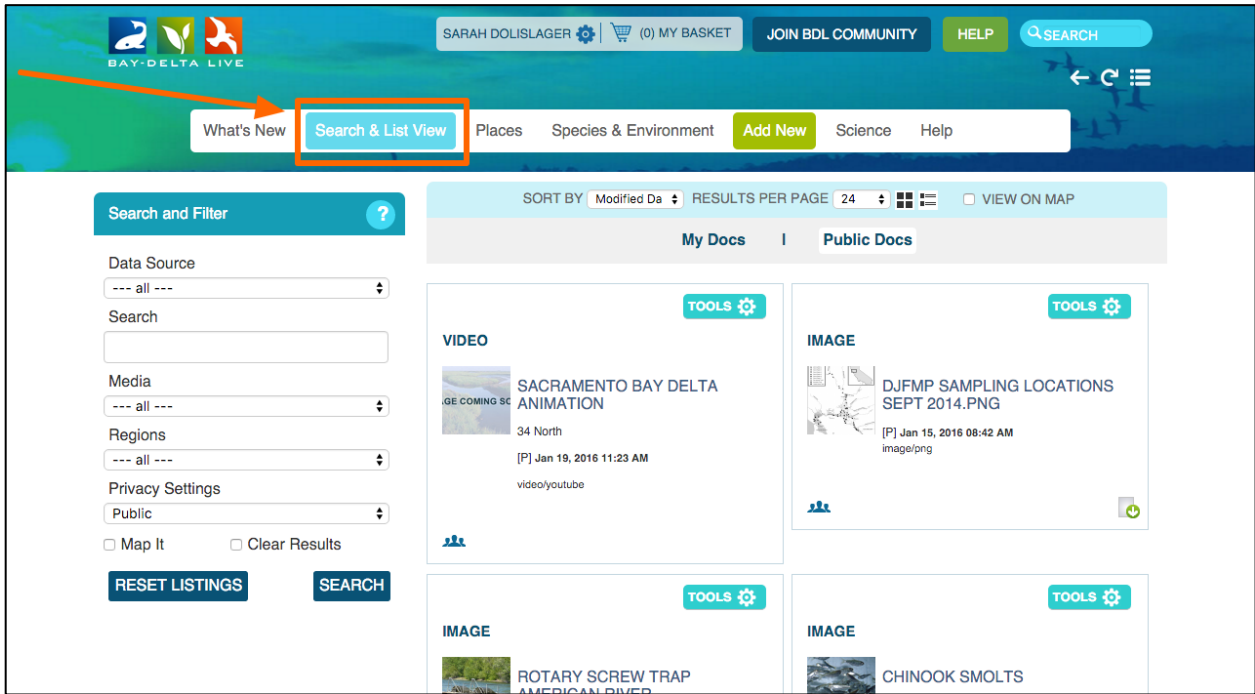 BAY-DELTA LIVE
SARAH DOLISLAGER (0) MY BASKET JOIN BDL COMMUNITY HELP SEARCH
What's New Search & List View Places Species & Environment Add New Science Help
Search and Filter ?
Data Source
--- all ---
Search
Media
--- all ---
Regions
--- all ---
Privacy Settings
Public
Map It Clear Results
RESET LISTINGS SEARCH
SORT BY Modified Da RESULTS PER PAGE 24 VIEW ON MAP
My Docs | Public Docs
TOOLS
VIDEO
GE COMING SO
SACRAMENTO BAY DELTA
ANIMATION
34 North
[P] Jan 19, 2016 11:23 AM
video/youtube
TOOLS
IMAGE
DJFMP SAMPLING LOCATIONS
SEPT 2014.PNG
[P] Jan 15, 2016 08:42 AM
image/png
TOOLS
IMAGE
ROTARY SCREW TRAP
AMERICAN RIVER
TOOLS
IMAGE
CHINOOK SMOLTS